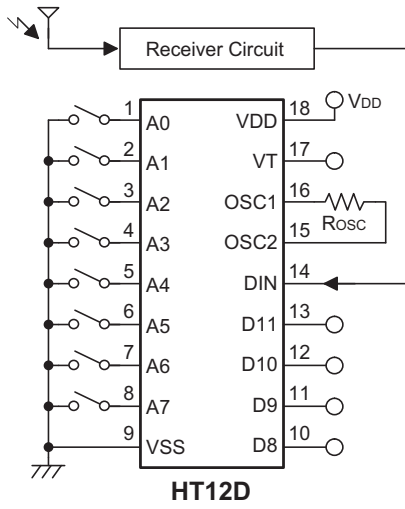 Receiver Circuit
1 A0
2 A1
3 A2
4 A3
5 A4
6 A5
7 A6
8 A7
9 VSS
VDD 18 VDD
VT 17
OSC1 16
ROSC
OSC2 15
DIN 14
D11 13
D10 12
D9 11
D8 10
HT12D